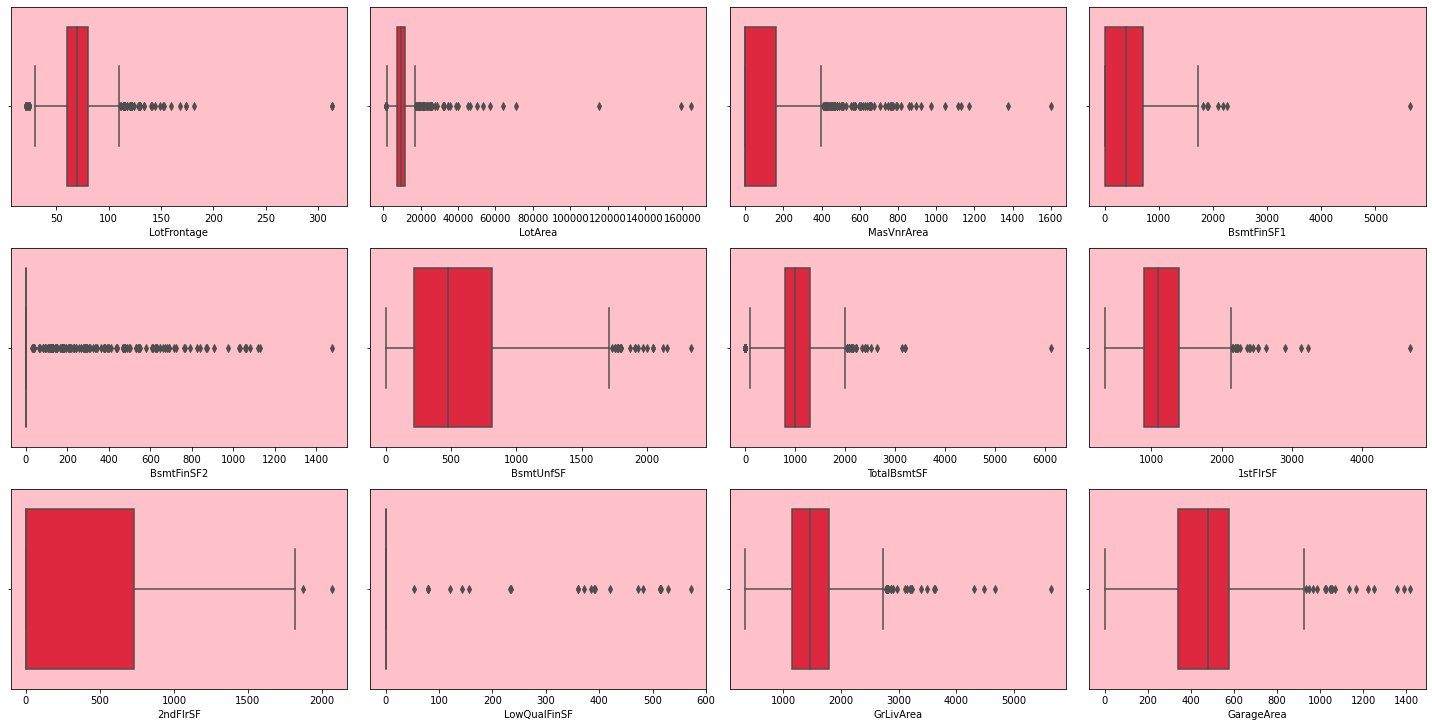 50 100 150 200 250 300
LotFrontage
0 20000 40000 60000 80000 100000 120000 140000 160000
LotArea
0 200 400 600 800 1000 1200 1400 1600
MasVnrArea
0 1000 2000 3000 4000 5000
BsmtFinSF1
0 200 400 600 800 1000 1200 1400
BsmtFinSF2
0 500 1000 1500 2000
BsmtUnfSF
0 1000 2000 3000 4000 5000 6000
TotalBsmtSF
1000 2000 3000 4000
1stFlrSF
0 500 1000 1500 2000
2ndFlrSF
0 100 200 300 400 500 600
LowQualFinSF
1000 2000 3000 4000 5000
GrLivArea
0 200 400 600 800 1000 1200 1400
GarageArea